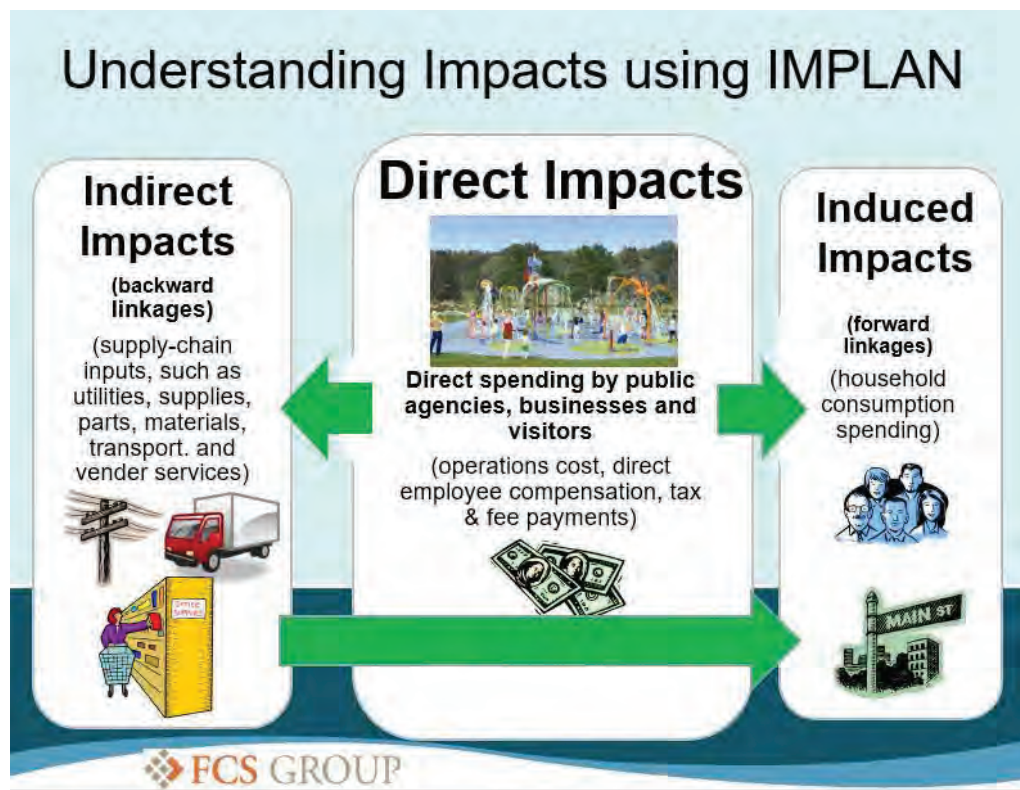 Understanding Impacts using IMPLAN
Indirect
Impacts
(backward
linkages)
(supply-chain
inputs, such as
utilities, supplies,
parts, materials,
transport. and
vender services)
OFFICE
SUPPLIES
Direct Impacts
Direct spending by public
agencies, businesses and
visitors
(operations cost, direct
employee compensation, tax
& fee payments)
Induced
Impacts
(forward
linkages)
(household
consumption
spending)
MAIN ST
FCS GROUP